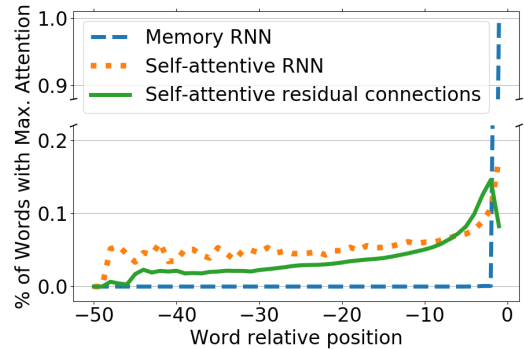 % of Words with Max. Attention
1.0
0.9
0.2
0.1
0.0
Memory RNN
Self-attentive RNN
Self-attentive residual connections
−50 −40 −30 −20 −10 0
Word relative position